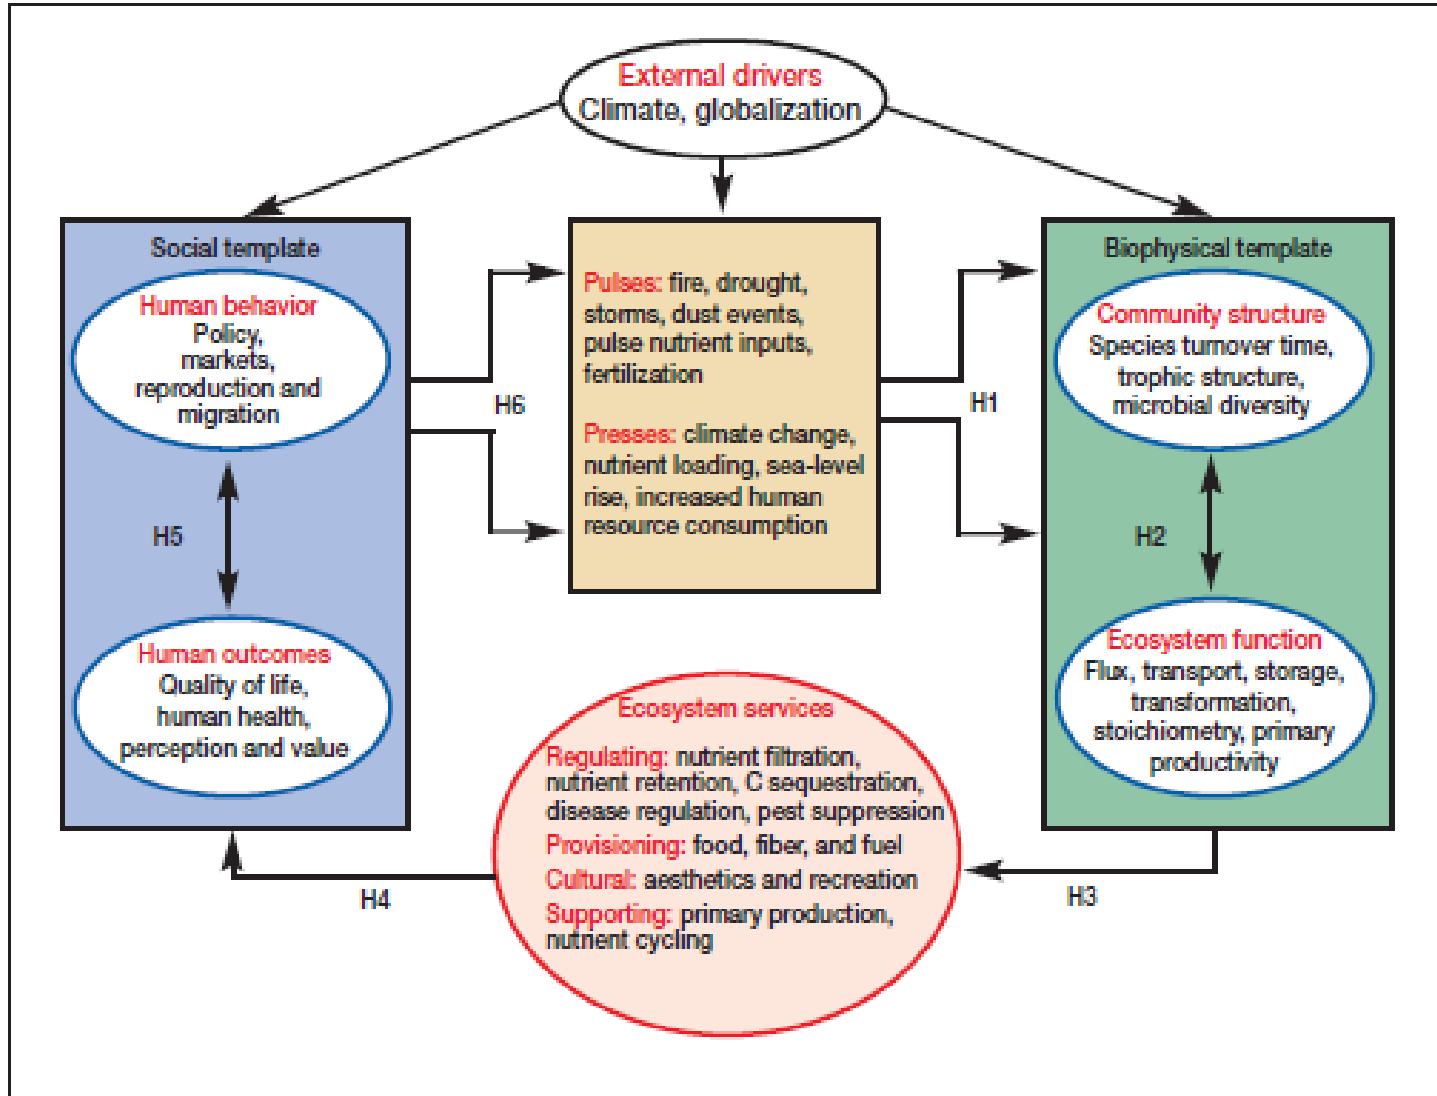 External drivers
Climate, globalization
Social template
Human behavior
Policy,
markets,
reproduction and
migration
H5
Human outcomes
Quality of life,
human health,
perception and value
H6
Pulses: fire, drought,
storms, dust events,
pulse nutrient inputs,
fertilization
Presses: climate change,
nutrient loading, sea-level
rise, increased human
resource consumption
H1
Biophysical template
Community structure
Species turnover time,
trophic structure,
microbial diversity
H2
Ecosystem function
Flux, transport, storage,
transformation,
stoichiometry, primary
productivity
H3
Ecosystem services
Regulating: nutrient filtration,
nutrient retention, C sequestration,
disease regulation, pest suppression
Provisioning: food, fiber, and fuel
Cultural: aesthetics and recreation
Supporting: primary production,
nutrient cycling
H4